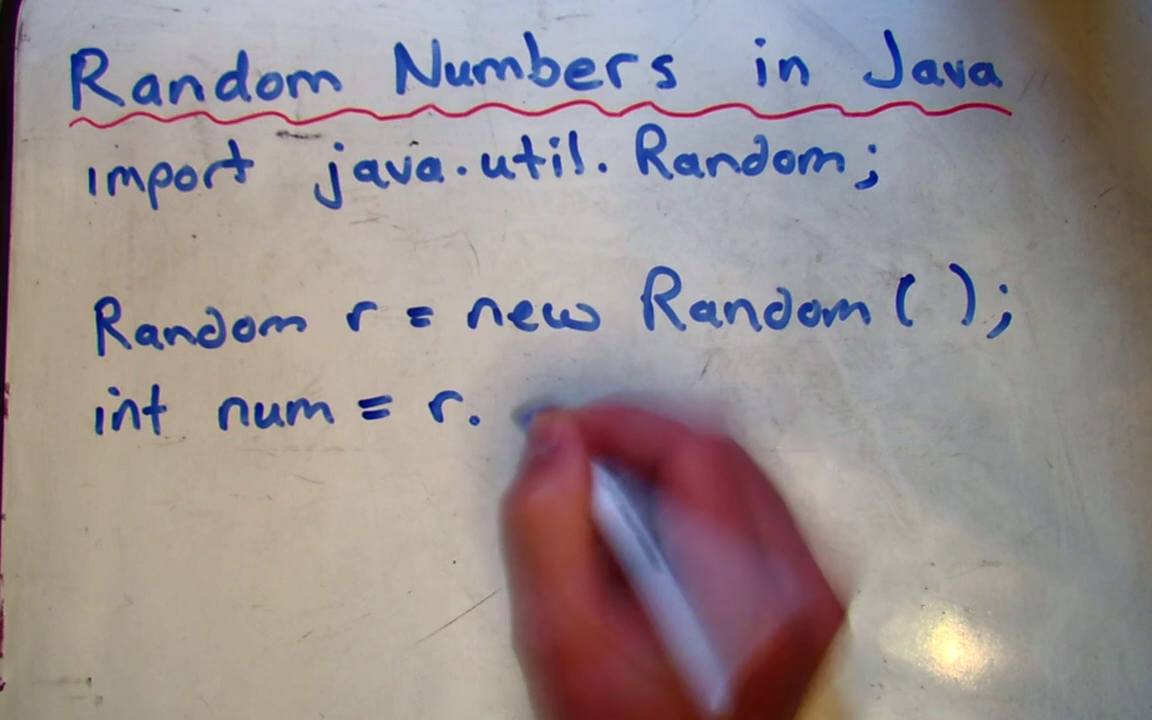 Random Numbers in Java
import java.util.Random;
Random r = new Random ( );
int num = r.